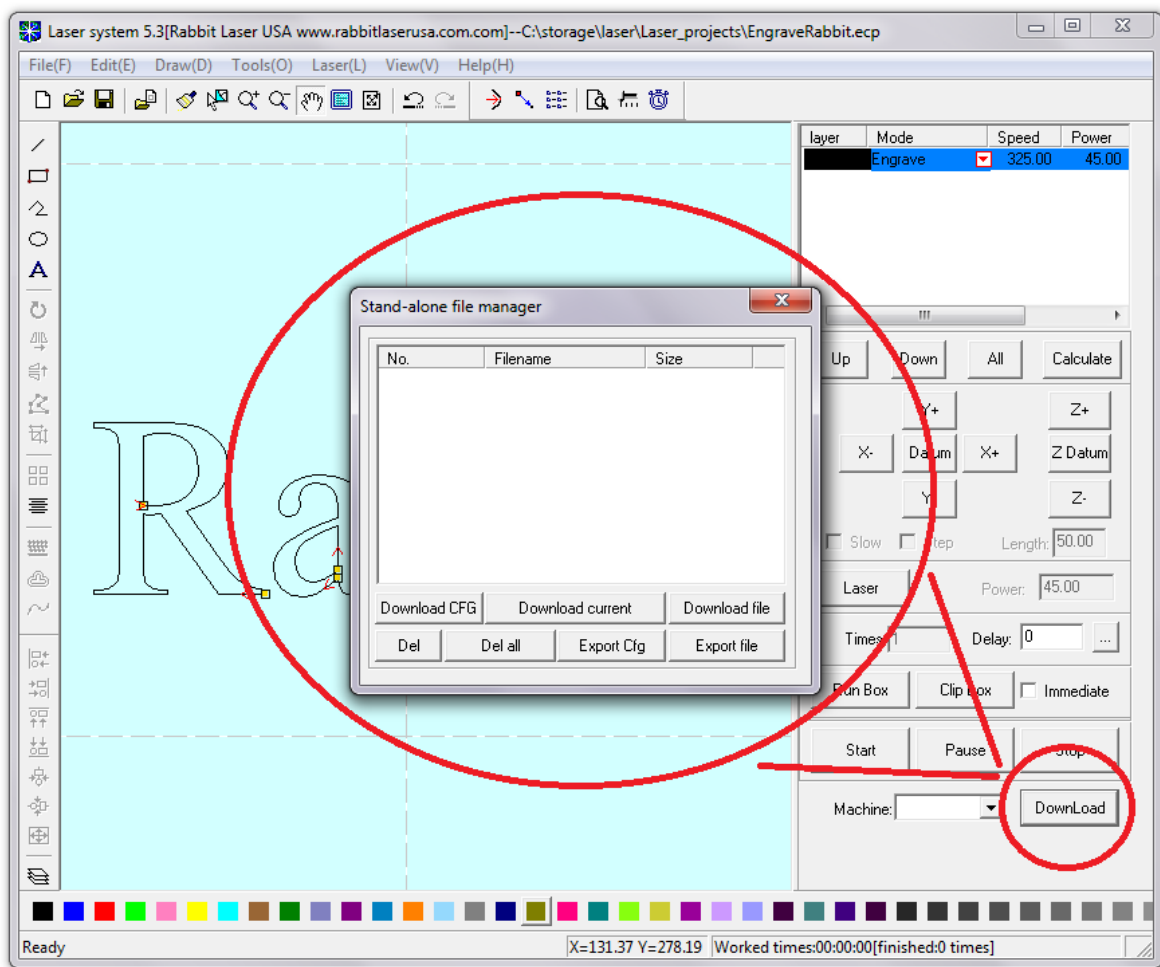 Laser system 5.3[Rabbit Laser USA www.rabbitlaserusa.com.com]--C:\storage\laser\Laser_projects\EngraveRabbit.ecp
File(F) Edit(E) Draw(D) Tools(O) Laser(L) View(V) Help(H)
layer Mode Speed Power
Engrave 325.00 45.00
Stand-alone file manager
No. Filename Size
Download CFG Download current Download file
Del Del all Export Cfg Export file
Ra
Up Down All Calculate
Y+ Z+
X- Datum X+ Z Datum
Y Z-
Slow Step Length: 50.00
Laser Power: 45.00
Times 1 Delay: 0 ...
Run Box Clip Box Immediate
Start Pause Stop
Machine: DownLoad
Ready X=131.37 Y=278.19 Worked times:00:00:00[finished:0 times]